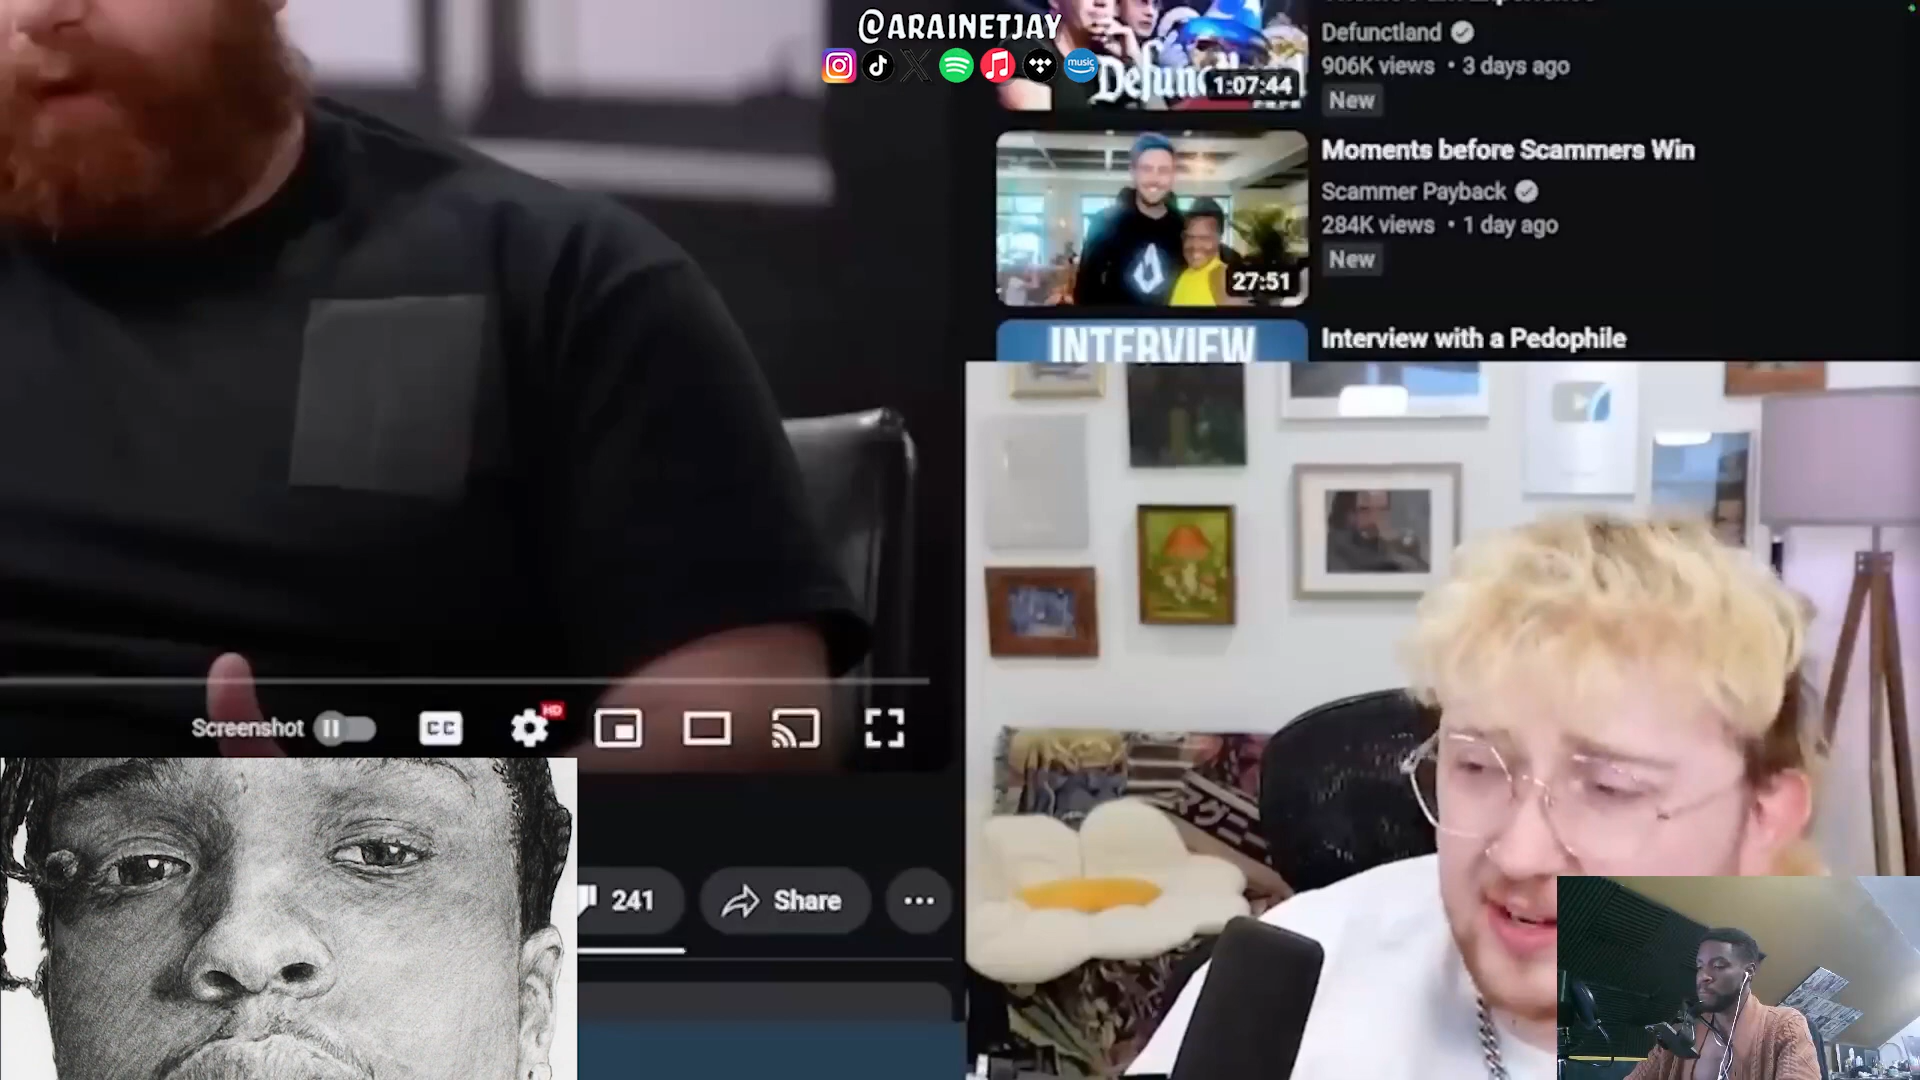 @ARAINETJAY
music
Defunctland
906K views • 3 days ago
New
1:07:44
Moments before Scammers Win
Scammer Payback
284K views • 1 day ago
New
27:51
INTERVIEW
Interview with a Pedophile
Screenshot
CC
HD
241
Share